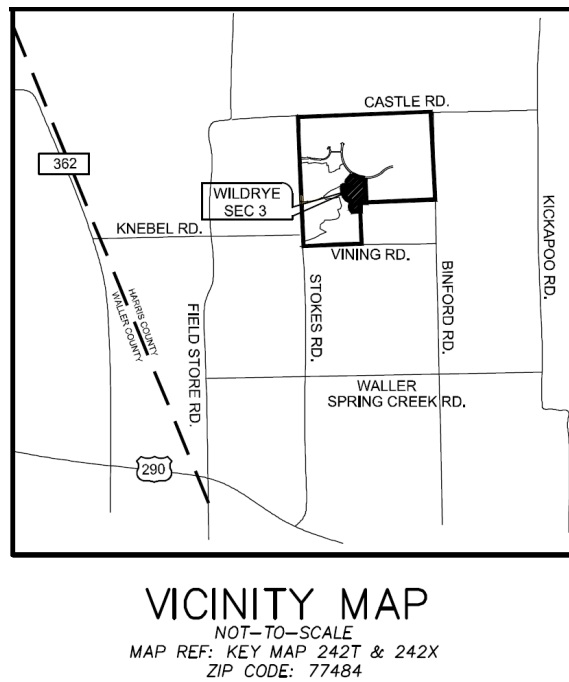 CASTLE RD.
362
WILDRYE
SEC 3
KNEBEL RD.
VINING RD.
KICKAPOO RD.
STOKES RD.
BINFORD RD.
HARRIS COUNTY
WALLER COUNTY
FIELD STORE RD.
WALLER
SPRING CREEK RD.
290
VICINITY MAP
NOT-TO-SCALE
MAP REF: KEY MAP 242T & 242X
ZIP CODE: 77484